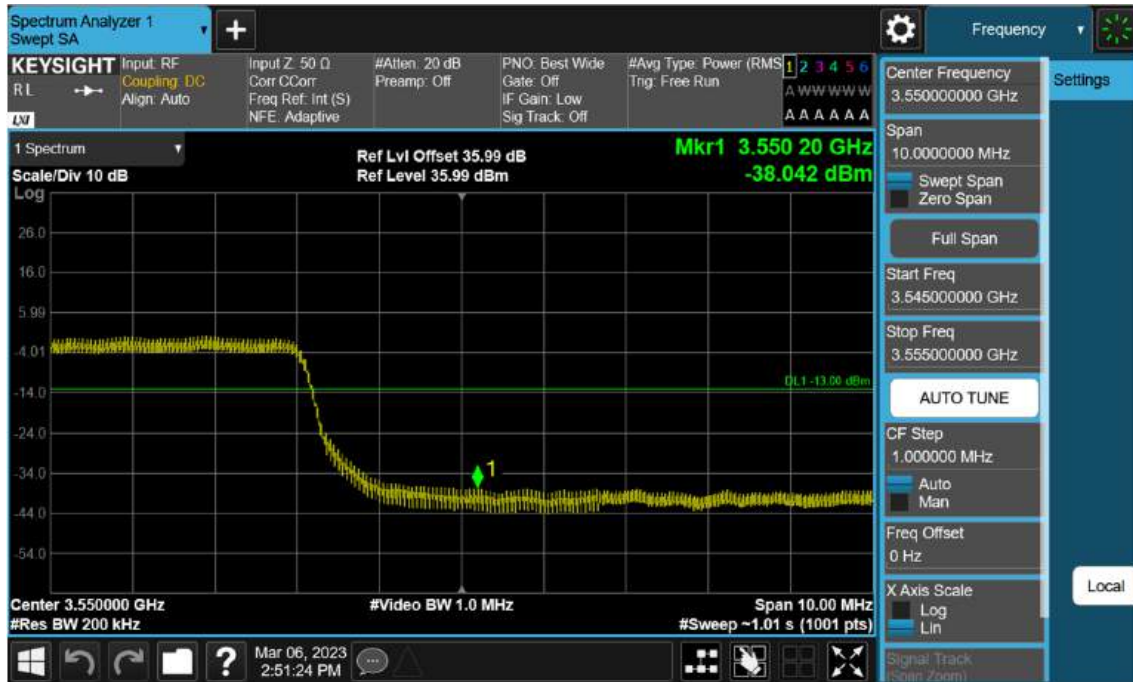 Spectrum Analyzer 1
Swept SA
+
Frequency
KEYSIGHT
RL
LXI
Input: RF
Coupling: DC
Align: Auto
Input Z: 50 Ω
Corr CCorr
Freq Ref: Int (S)
NFE: Adaptive
#Atten: 20 dB
Preamp: Off
PNO: Best Wide
Gate: Off
IF Gain: Low
Sig Track: Off
#Avg Type: Power (RMS
Trig: Free Run
1 2 3 4 5 6
A W W W W W
A A A A A A
1 Spectrum
Scale/Div 10 dB
Log
Ref Lvl Offset 35.99 dB
Ref Level 35.99 dBm
Mkr1 3.550 20 GHz
-38.042 dBm
26.0
16.0
5.99
-4.01
-14.0
-24.0
-34.0
-44.0
-54.0
DL1 -13.00 dBm
1
Center 3.550000 GHz
#Res BW 200 kHz
#Video BW 1.0 MHz
Span 10.00 MHz
#Sweep ~1.01 s (1001 pts)
Center Frequency
3.550000000 GHz
Span
10.0000000 MHz
Swept Span
Zero Span
Full Span
Start Freq
3.545000000 GHz
Stop Freq
3.555000000 GHz
AUTO TUNE
CF Step
1.000000 MHz
Auto
Man
Freq Offset
0 Hz
X Axis Scale
Log
Lin
Signal Track
(Span Zoom)
Settings
Local
?
Mar 06, 2023
2:51:24 PM